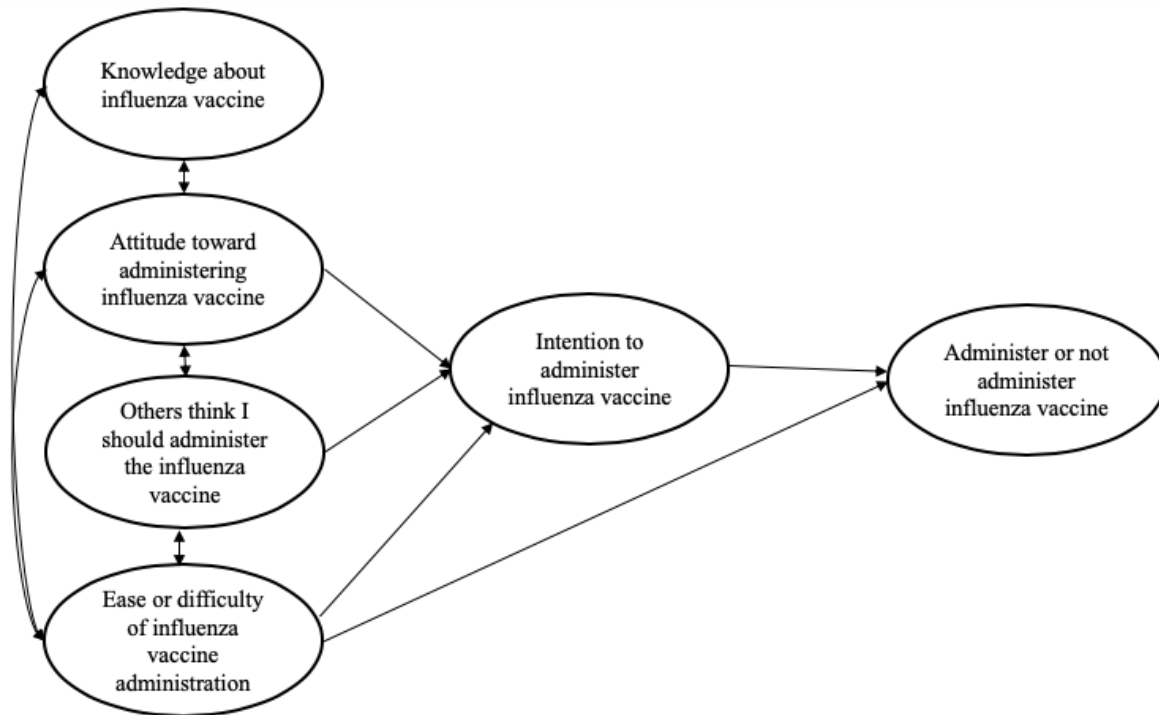 Knowledge about
influenza vaccine
Attitude toward
administering
influenza vaccine
Others think I
should administer
the influenza
vaccine
Ease or difficulty
of influenza
vaccine
administration
Intention to
administer
influenza vaccine
Administer or not
administer
influenza vaccine